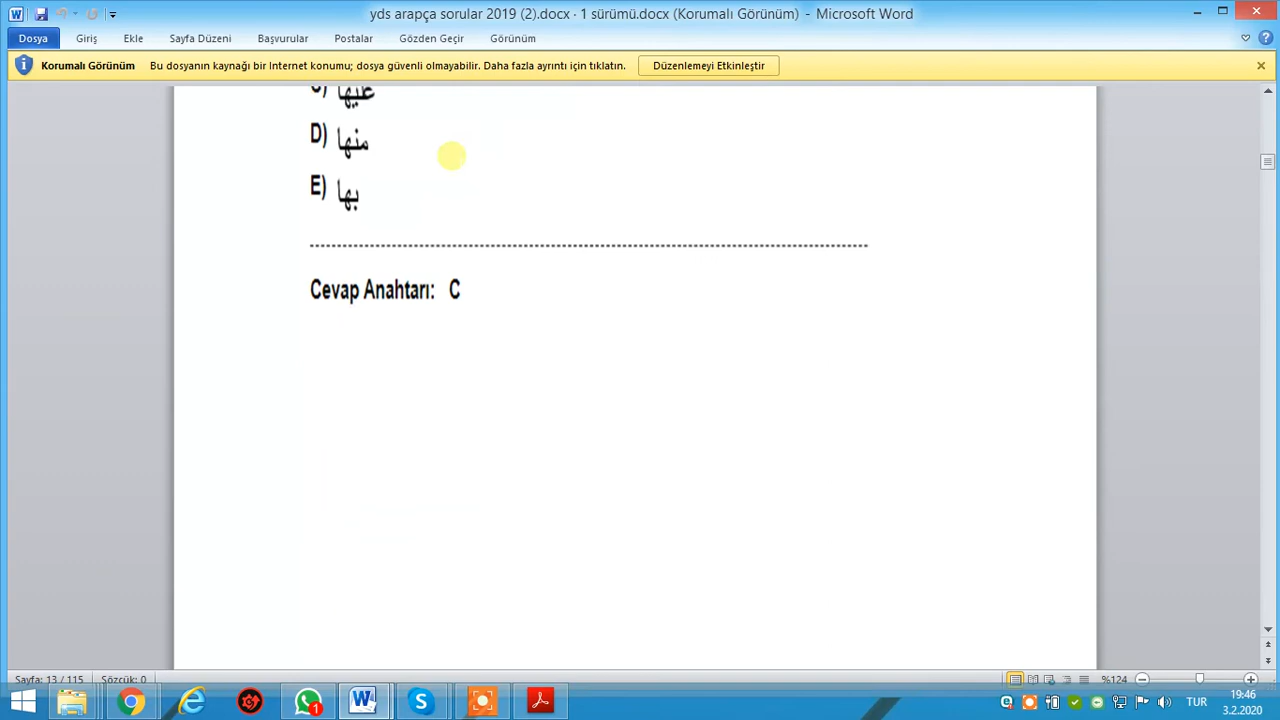 yds arapça sorular 2019 (2).docx - 1 sürümü.docx (Korumalı Görünüm) - Microsoft Word
Dosya Giriş Ekle Sayfa Düzeni Başvurular Postalar Gözden Geçir Görünüm
Korumalı Görünüm Bu dosyanın kaynağı bir Internet konumu; dosya güvenli olmayabilir. Daha fazla ayrıntı için tıklatın. Düzenlemeyi Etkinleştir
C) عليها
D) منها
E) بها
Cevap Anahtarı: C
Sayfa: 13 / 115 Sözcük: 0 %124
1 TUR 19:46
3.2.2020